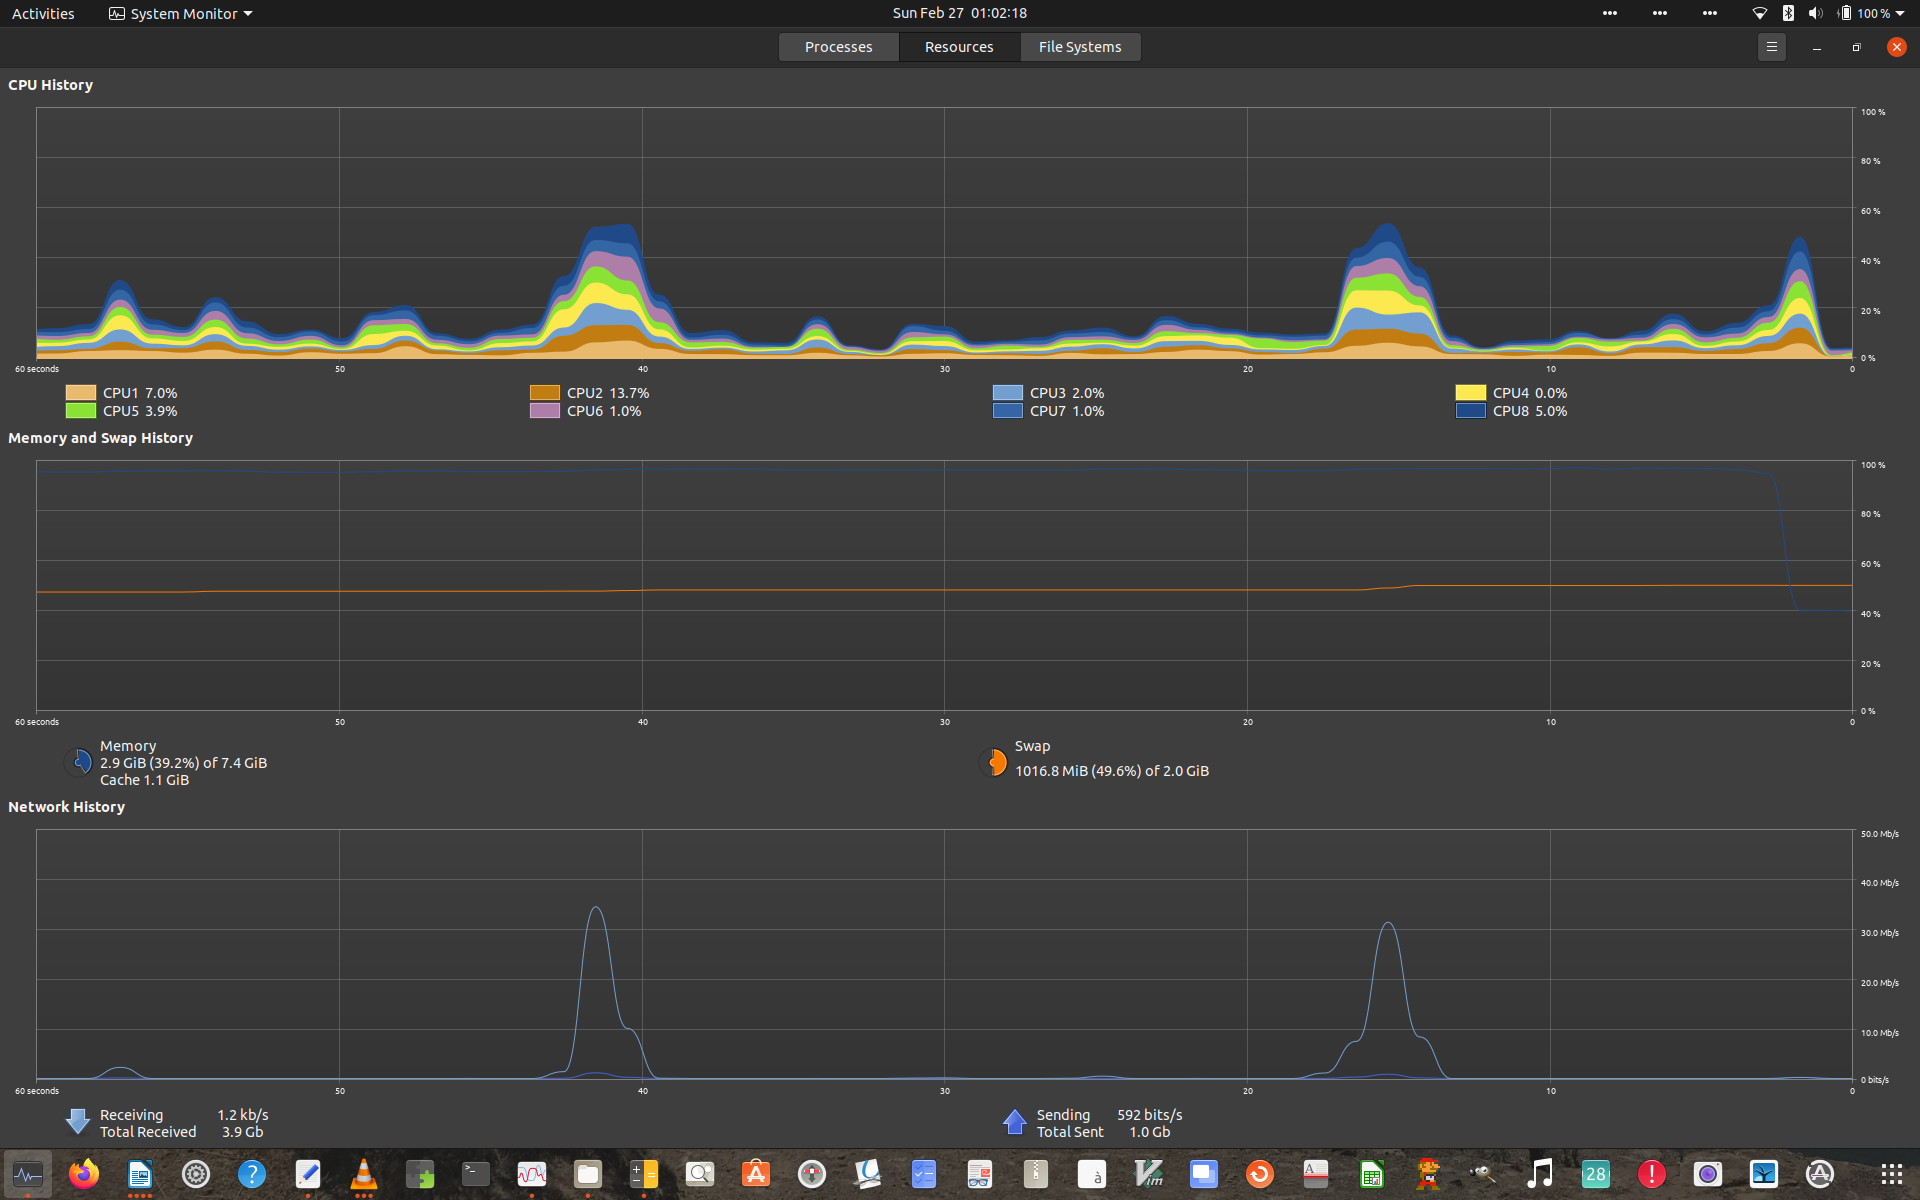 Activities System Monitor Sun Feb 27 01:02:18 100 %
Processes Resources File Systems
CPU History
100 %
80 %
60 %
40 %
20 %
0 %
60 seconds 50 40 30 20 10 0
CPU1 7.0% CPU2 13.7% CPU3 2.0% CPU4 0.0%
CPU5 3.9% CPU6 1.0% CPU7 1.0% CPU8 5.0%
Memory and Swap History
100 %
80 %
60 %
40 %
20 %
0 %
60 seconds 50 40 30 20 10 0
Memory Swap
2.9 GiB (39.2%) of 7.4 GiB 1016.8 MiB (49.6%) of 2.0 GiB
Cache 1.1 GiB
Network History
50.0 Mb/s
40.0 Mb/s
30.0 Mb/s
20.0 Mb/s
10.0 Mb/s
0 bits/s
60 seconds 50 40 30 20 10 0
Receiving 1.2 kb/s Sending 592 bits/s
Total Received 3.9 Gb Total Sent 1.0 Gb
? >_ A à Vim A 28 !